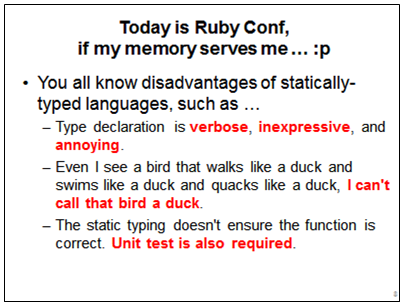 Today is Ruby Conf,
if my memory serves me … :p
• You all know disadvantages of statically-
typed languages, such as …
– Type declaration is verbose, inexpressive, and
annoying.
– Even I see a bird that walks like a duck and
swims like a duck and quacks like a duck, I can't
call that bird a duck.
– The static typing doesn't ensure the function is
correct. Unit test is also required.